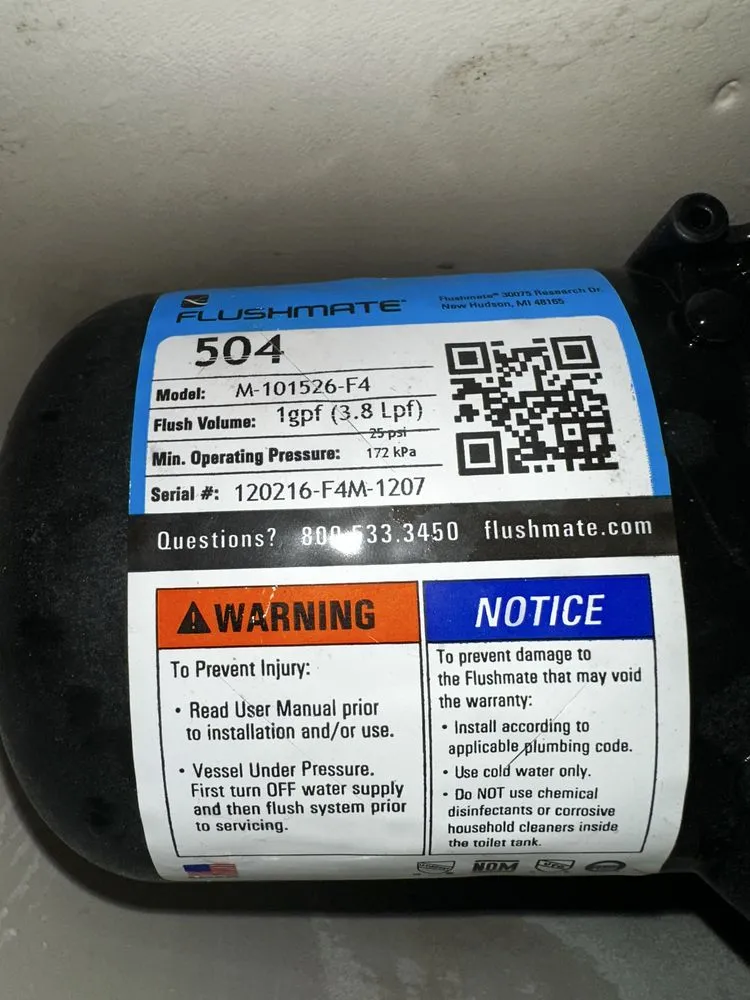 FLUSHMATE
Flushmate® 30075 Research Dr.
New Hudson, MI 48165
504
Model: M-101526-F4
Flush Volume: 1gpf (3.8 Lpf)
25 psi
Min. Operating Pressure: 172 kPa
Serial #: 120216-F4M-1207
Questions? 800.533.3450 flushmate.com
WARNING
To Prevent Injury:
• Read User Manual prior
to installation and/or use.
• Vessel Under Pressure.
First turn OFF water supply
and then flush system prior
to servicing.
NOTICE
To prevent damage to
the Flushmate that may void
the warranty:
• Install according to
applicable plumbing code.
• Use cold water only.
• Do NOT use chemical
disinfectants or corrosive
household cleaners inside
the toilet tank.
NOM